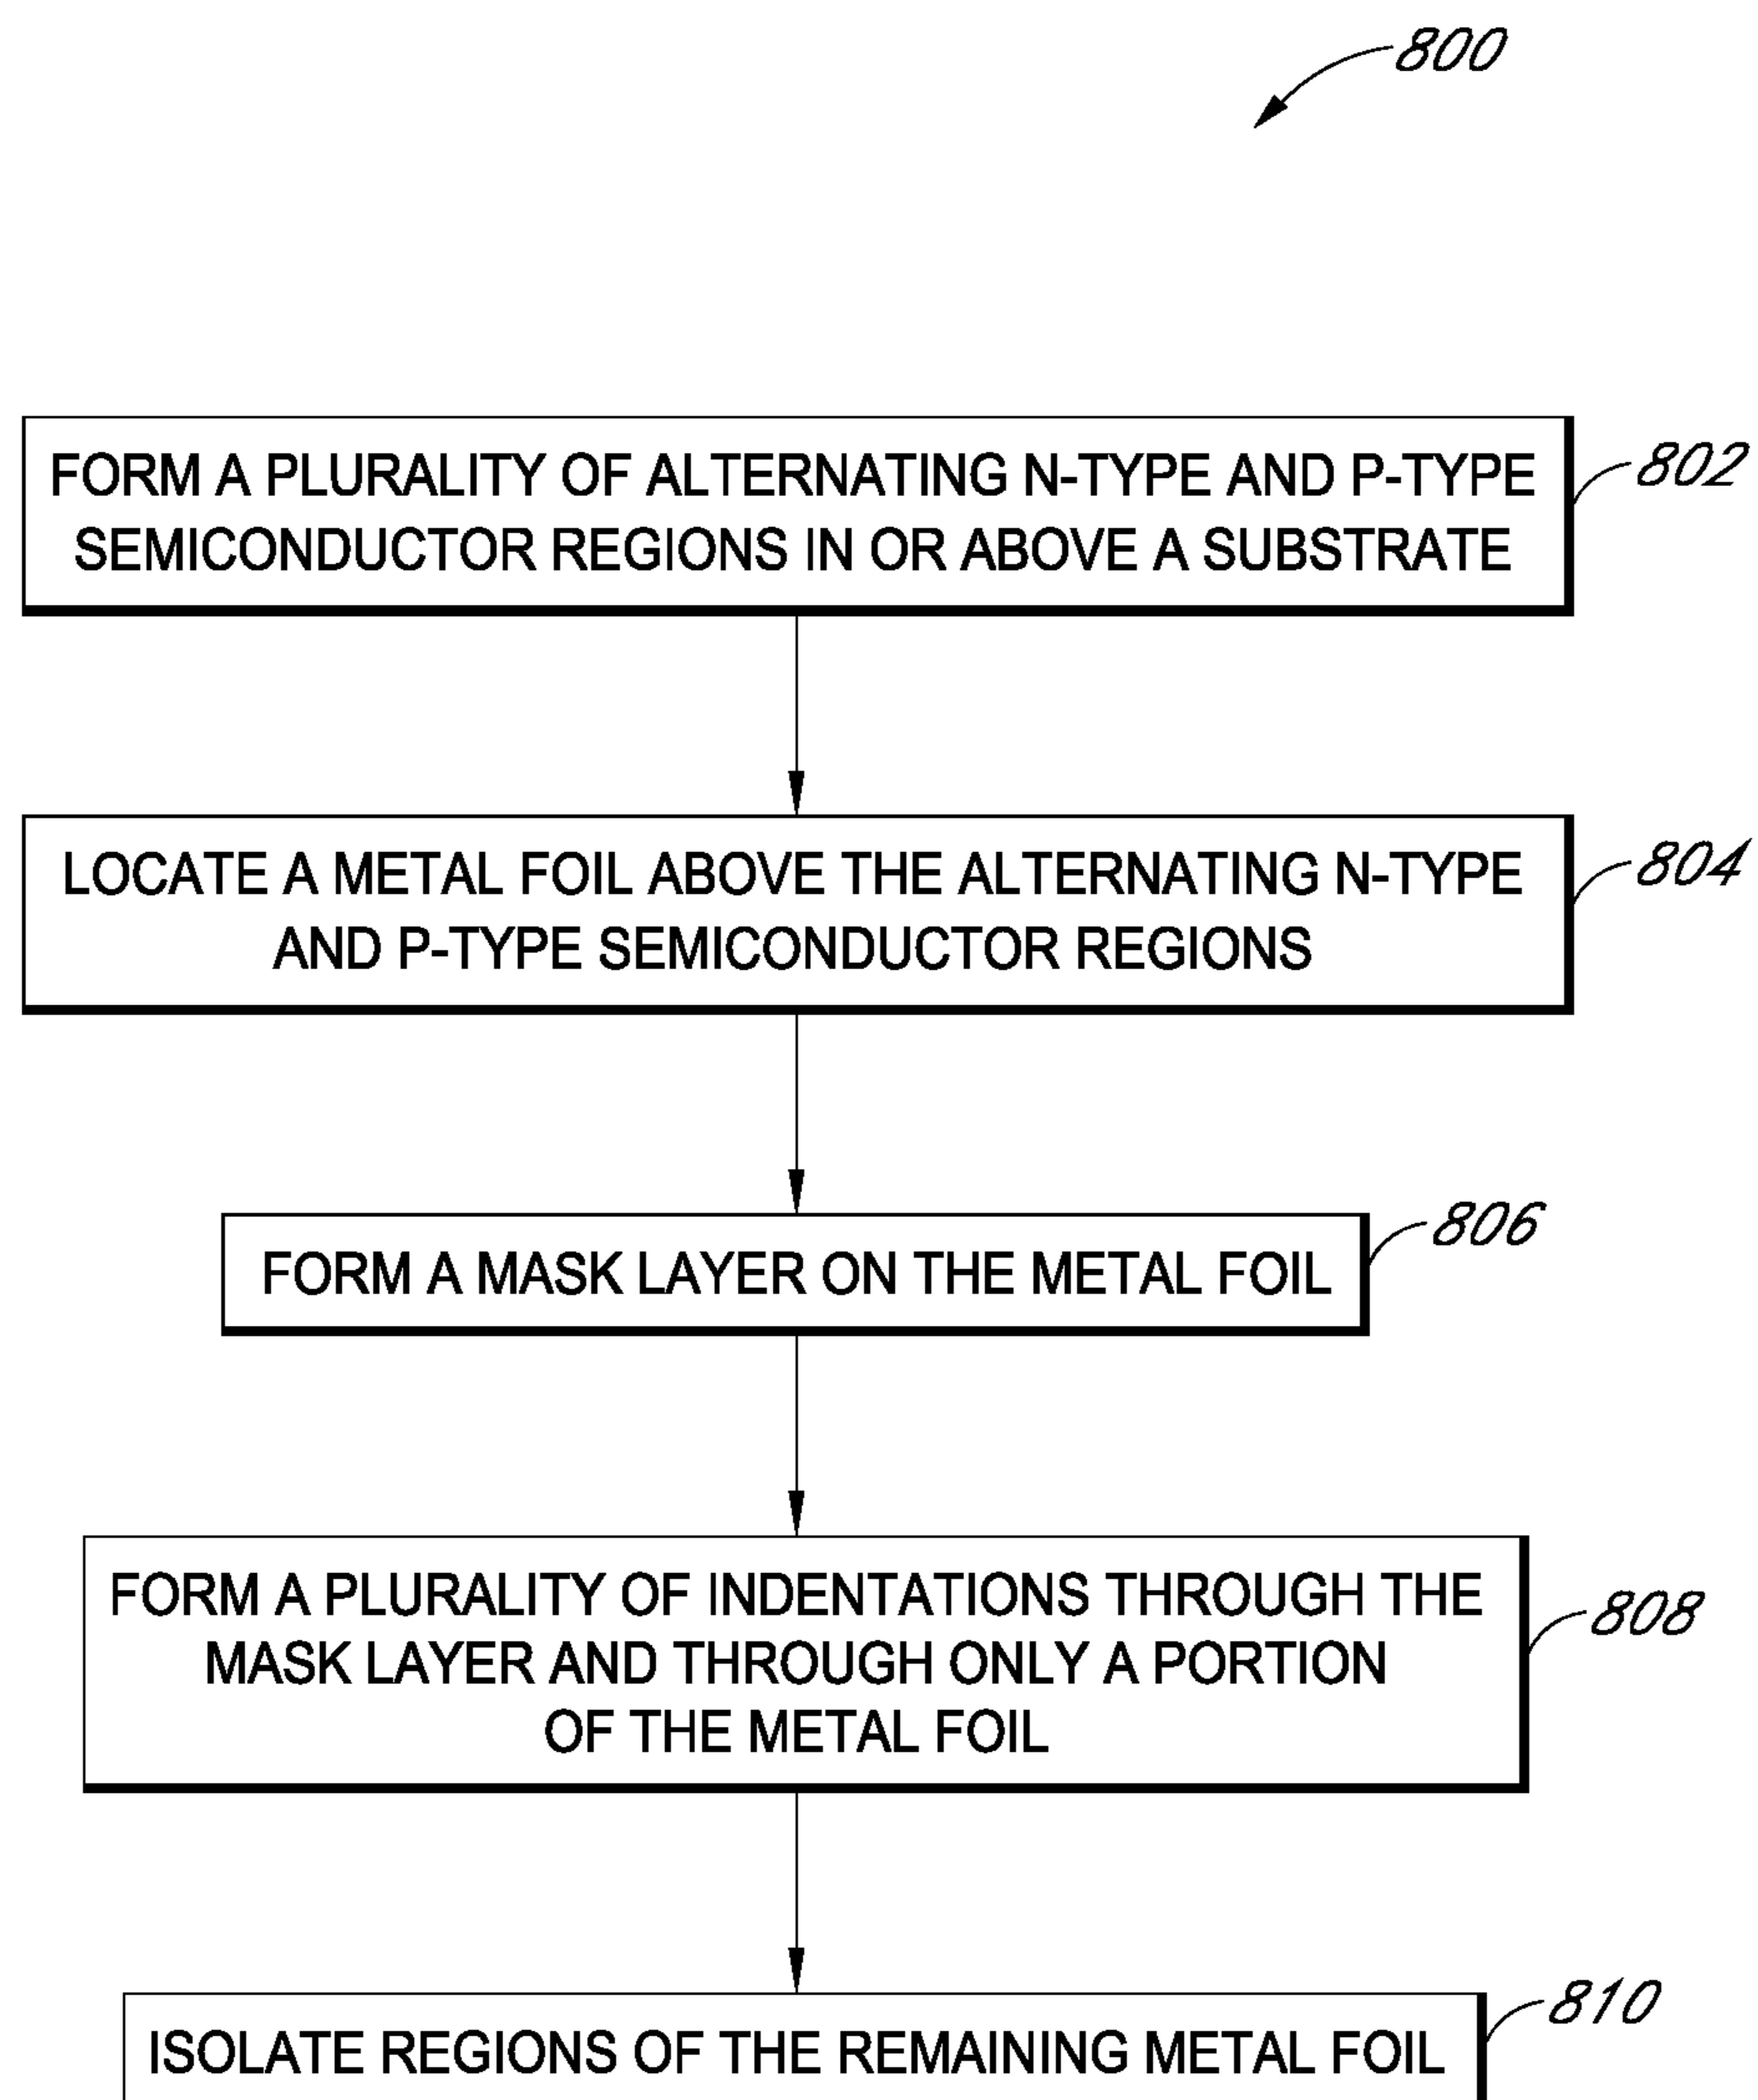 800
FORM A PLURALITY OF ALTERNATING N-TYPE AND P-TYPE
SEMICONDUCTOR REGIONS IN OR ABOVE A SUBSTRATE
802
LOCATE A METAL FOIL ABOVE THE ALTERNATING N-TYPE
AND P-TYPE SEMICONDUCTOR REGIONS
804
FORM A MASK LAYER ON THE METAL FOIL
806
FORM A PLURALITY OF INDENTATIONS THROUGH THE
MASK LAYER AND THROUGH ONLY A PORTION
OF THE METAL FOIL
808
ISOLATE REGIONS OF THE REMAINING METAL FOIL
810